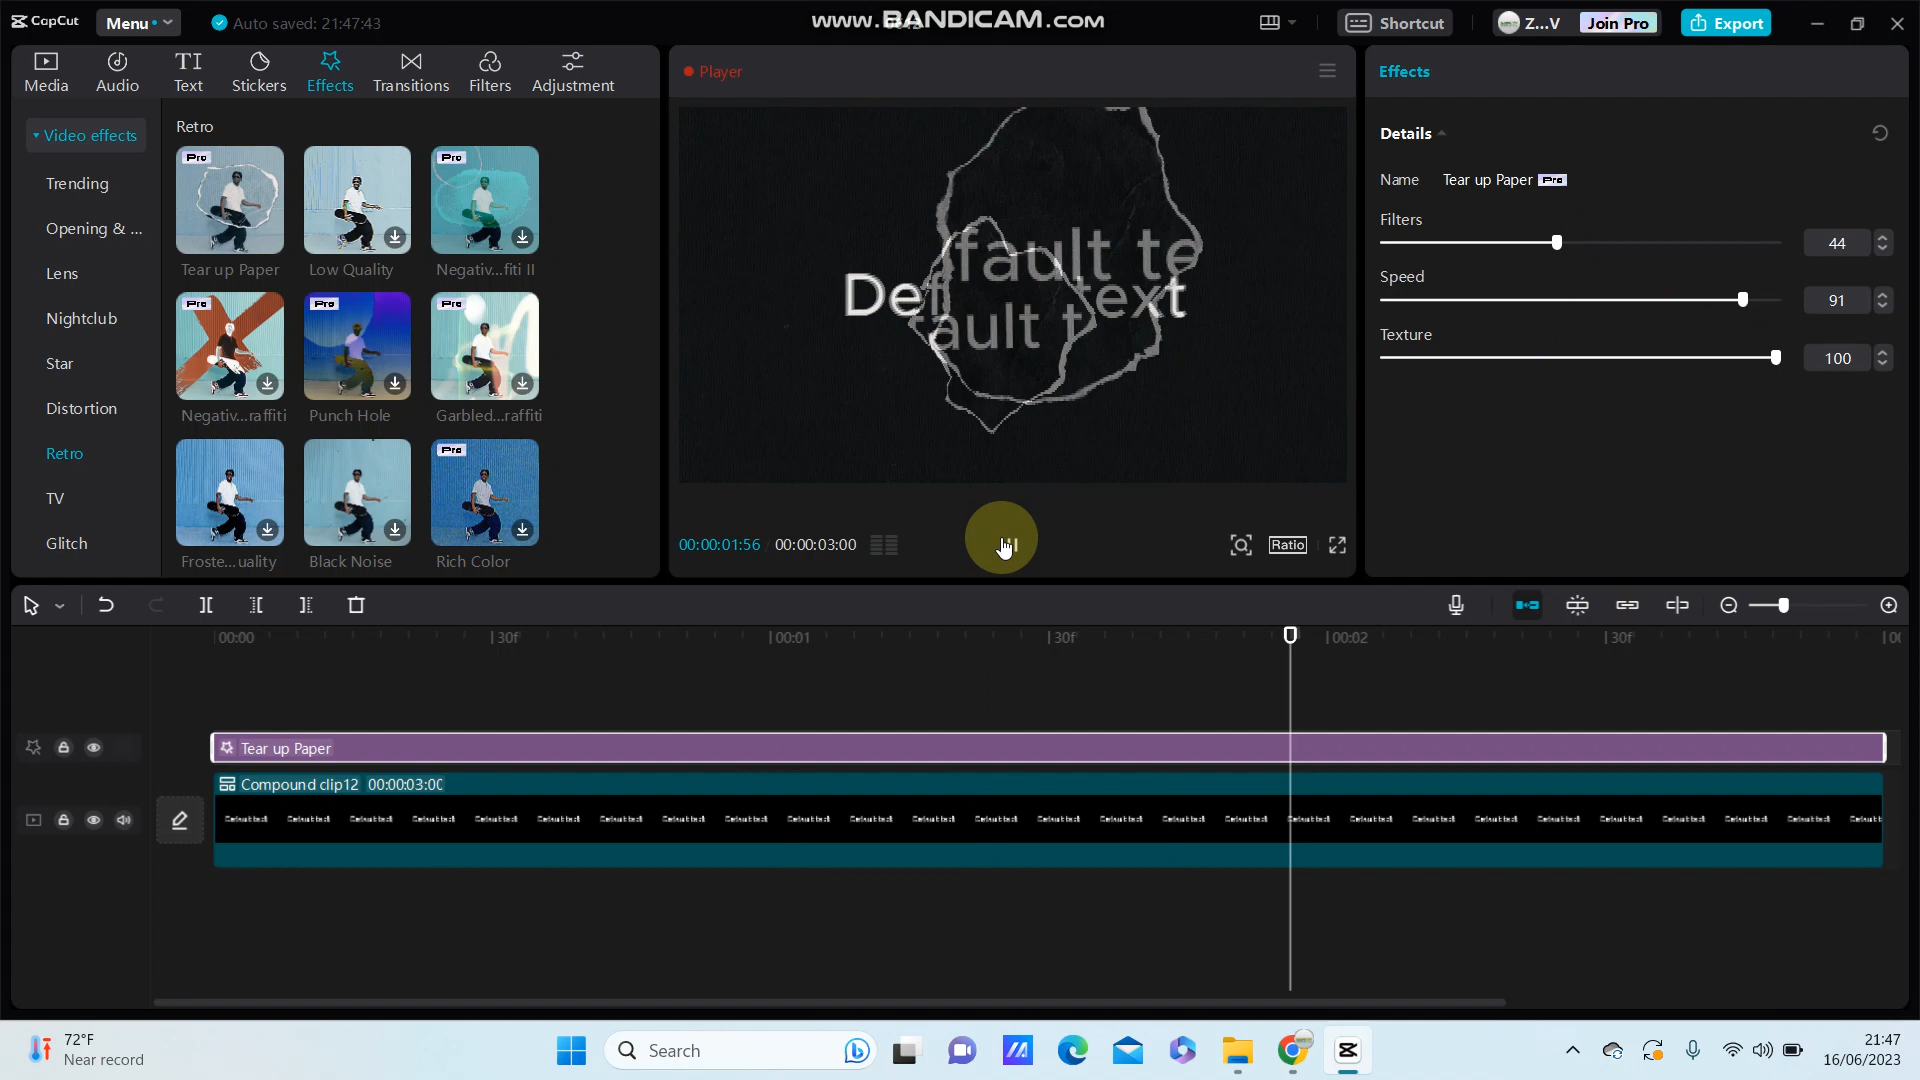 CapCut
Menu
Auto saved: 21:47:43
www.BANDICAM.com
Shortcut
Z...V
Join Pro
Export
Media
Audio
Text
Stickers
Effects
Transitions
Filters
Adjustment
Video effects
Trending
Opening & ...
Lens
Nightclub
Star
Distortion
Retro
TV
Glitch
Retro
Pro
Pro
Tear up Paper
Low Quality
Negativ...fiti II
Pro
Pro
Pro
Negativ...raffiti
Punch Hole
Garbled...raffiti
Pro
Froste...uality
Black Noise
Rich Color
Player
fault te
Def text
fault t
00:00:01:56
00:00:03:00
Ratio
Effects
Details
Name
Tear up Paper
Pro
Filters
44
Speed
91
Texture
100
00:00
30f
00:01
30f
00:02
30f
Tear up Paper
Compound clip12 00:00:03:00
72°F
Near record
Search
21:47
16/06/2023